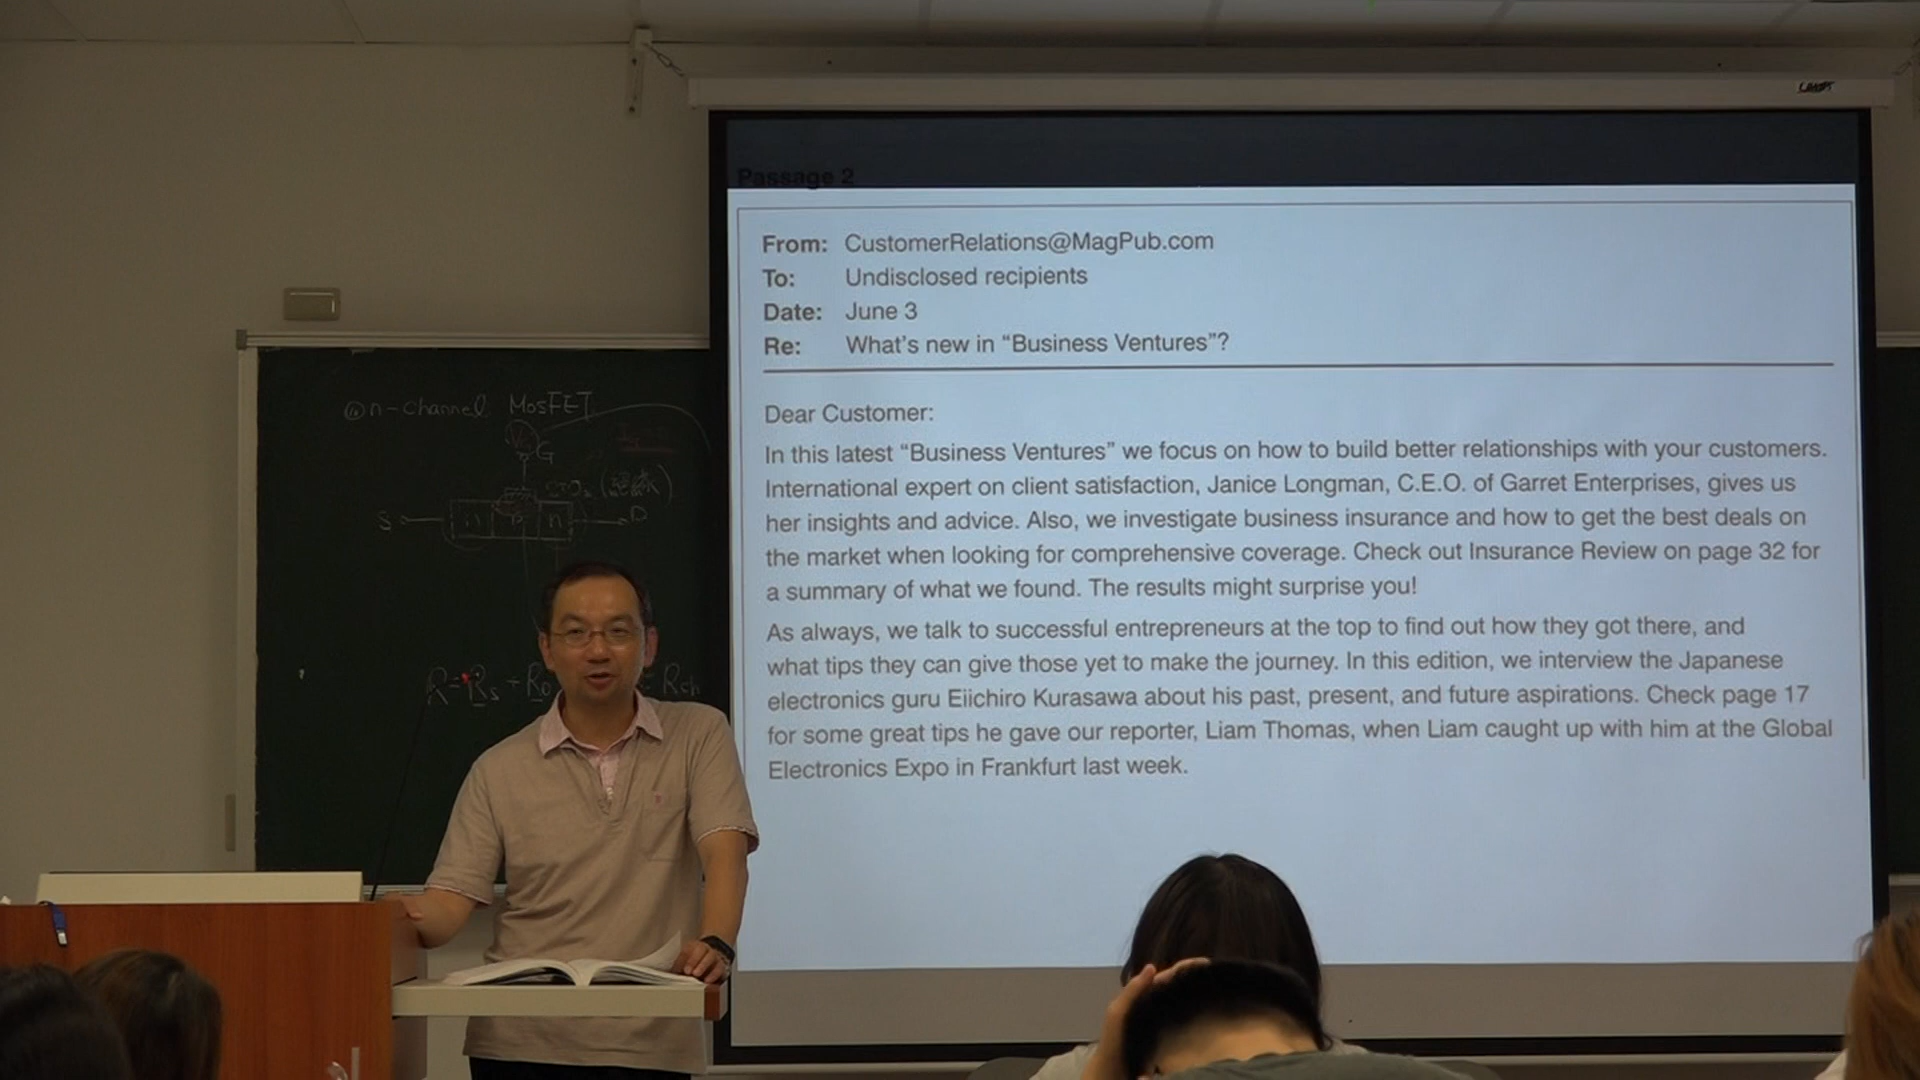 Passage 2
From: CustomerRelations@MagPub.com
To: Undisclosed recipients
Date: June 3
Re: What's new in “Business Ventures”?
Dear Customer:
In this latest “Business Ventures” we focus on how to build better relationships with your customers.
International expert on client satisfaction, Janice Longman, C.E.O. of Garret Enterprises, gives us
her insights and advice. Also, we investigate business insurance and how to get the best deals on
the market when looking for comprehensive coverage. Check out Insurance Review on page 32 for
a summary of what we found. The results might surprise you!
As always, we talk to successful entrepreneurs at the top to find out how they got there, and
what tips they can give those yet to make the journey. In this edition, we interview the Japanese
electronics guru Eiichiro Kurasawa about his past, present, and future aspirations. Check page 17
for some great tips he gave our reporter, Liam Thomas, when Liam caught up with him at the Global
Electronics Expo in Frankfurt last week.
n-channel MosFET
G
S n n D
R = Rs + Rch